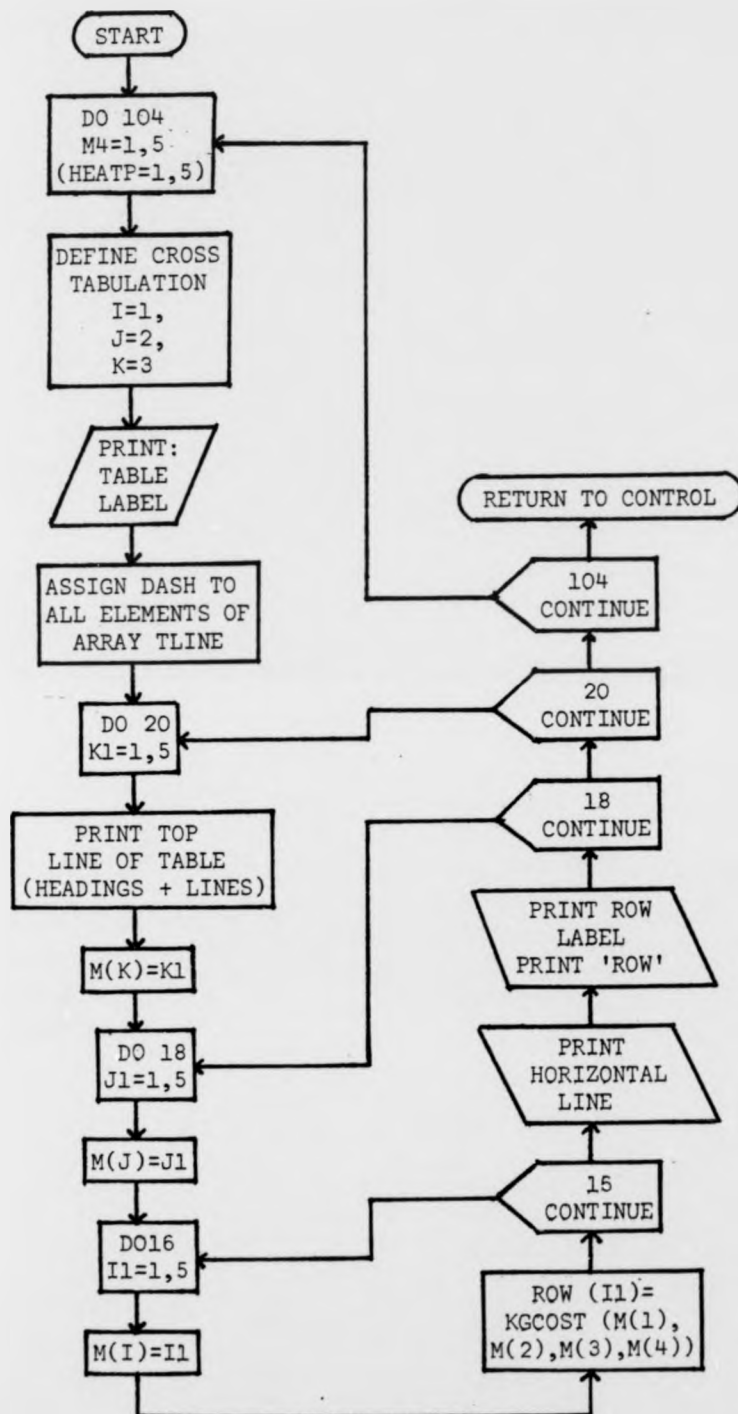 START
DO 104
M4=1,5
(HEATP=1,5)
DEFINE CROSS
TABULATION
I=1,
J=2,
K=3
PRINT:
TABLE
LABEL
ASSIGN DASH TO
ALL ELEMENTS OF
ARRAY TLINE
DO 20
K1=1,5
PRINT TOP
LINE OF TABLE
(HEADINGS + LINES)
M(K)=K1
DO 18
J1=1,5
M(J)=J1
DO16
I1=1,5
M(I)=I1
ROW (I1)=
KGCOST (M(1),
M(2),M(3),M(4))
15
CONTINUE
PRINT
HORIZONTAL
LINE
PRINT ROW
LABEL
PRINT 'ROW'
18
CONTINUE
20
CONTINUE
104
CONTINUE
RETURN TO CONTROL